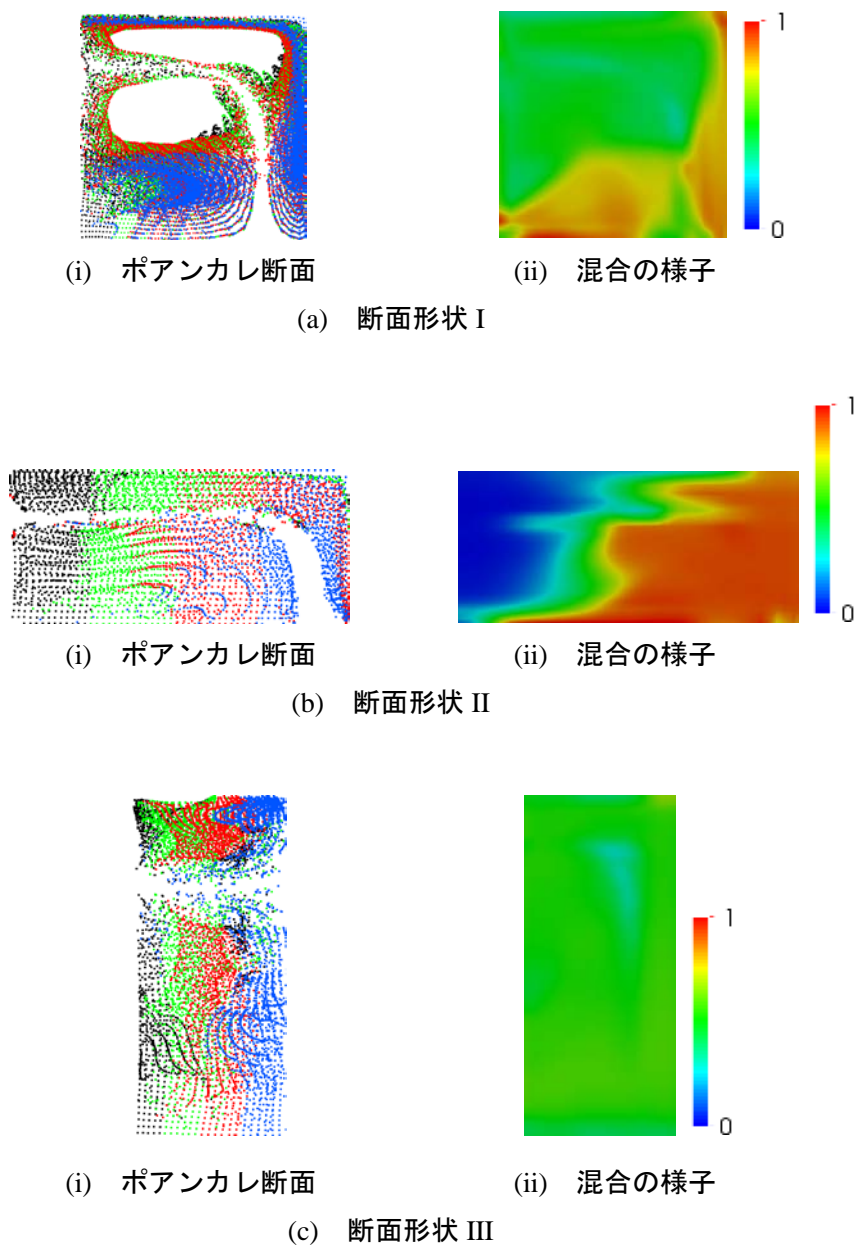 1
0
(i) ポアンカレ断面
(ii) 混合の様子
(a) 断面形状 I
1
0
(i) ポアンカレ断面
(ii) 混合の様子
(b) 断面形状 II
1
0
(i) ポアンカレ断面
(ii) 混合の様子
(c) 断面形状 III